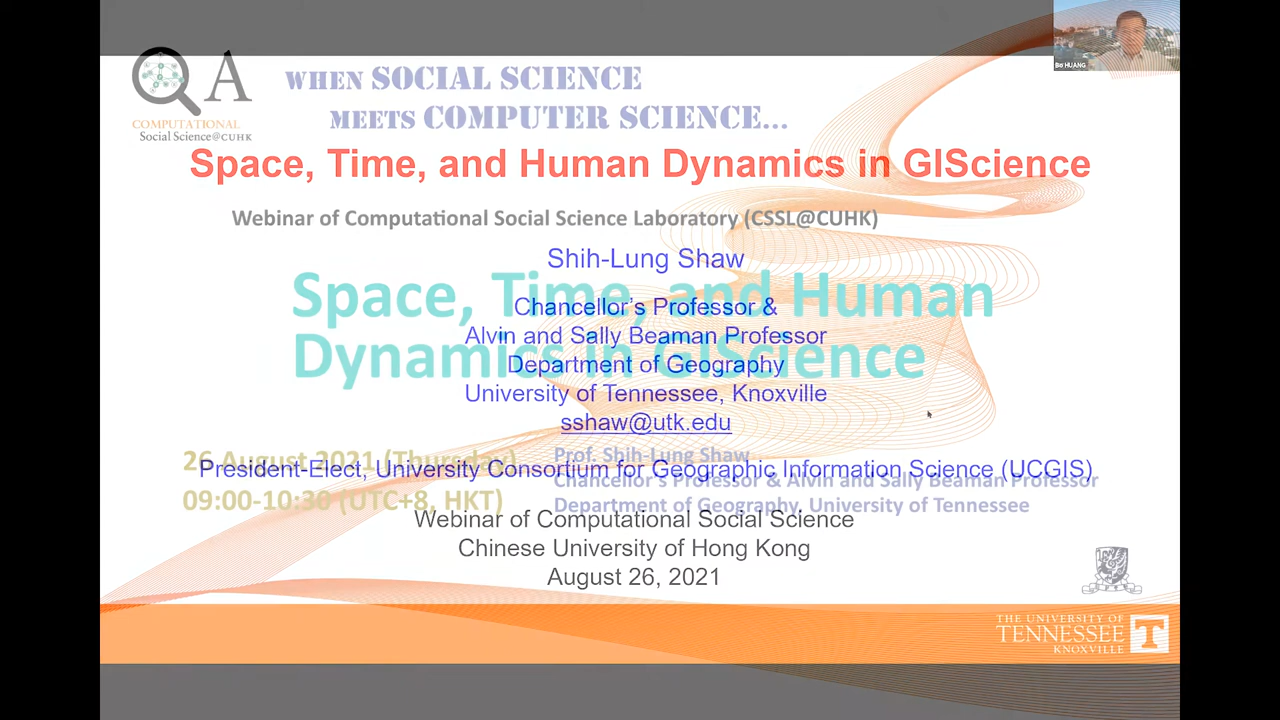 Bo HUANG
QA
COMPUTATIONAL
Social Science@CUHK
WHEN SOCIAL SCIENCE
MEETS COMPUTER SCIENCE...
Space, Time, and Human Dynamics in GIScience
Webinar of Computational Social Science Laboratory (CSSL@CUHK)
Shih-Lung Shaw
Space, Time, and Human
Dynamics in GIScience
Chancellor's Professor &
Alvin and Sally Beaman Professor
Department of Geography
University of Tennessee, Knoxville
sshaw@utk.edu
26 August 2021 (Thursday)
09:00-10:30 (UTC+8, HKT)
Prof. Shih-Lung Shaw
Chancellor's Professor & Alvin and Sally Beaman Professor
Department of Geography, University of Tennessee
President-Elect, University Consortium for Geographic Information Science (UCGIS)
Webinar of Computational Social Science
Chinese University of Hong Kong
August 26, 2021
THE UNIVERSITY OF
TENNESSEE
KNOXVILLE
T